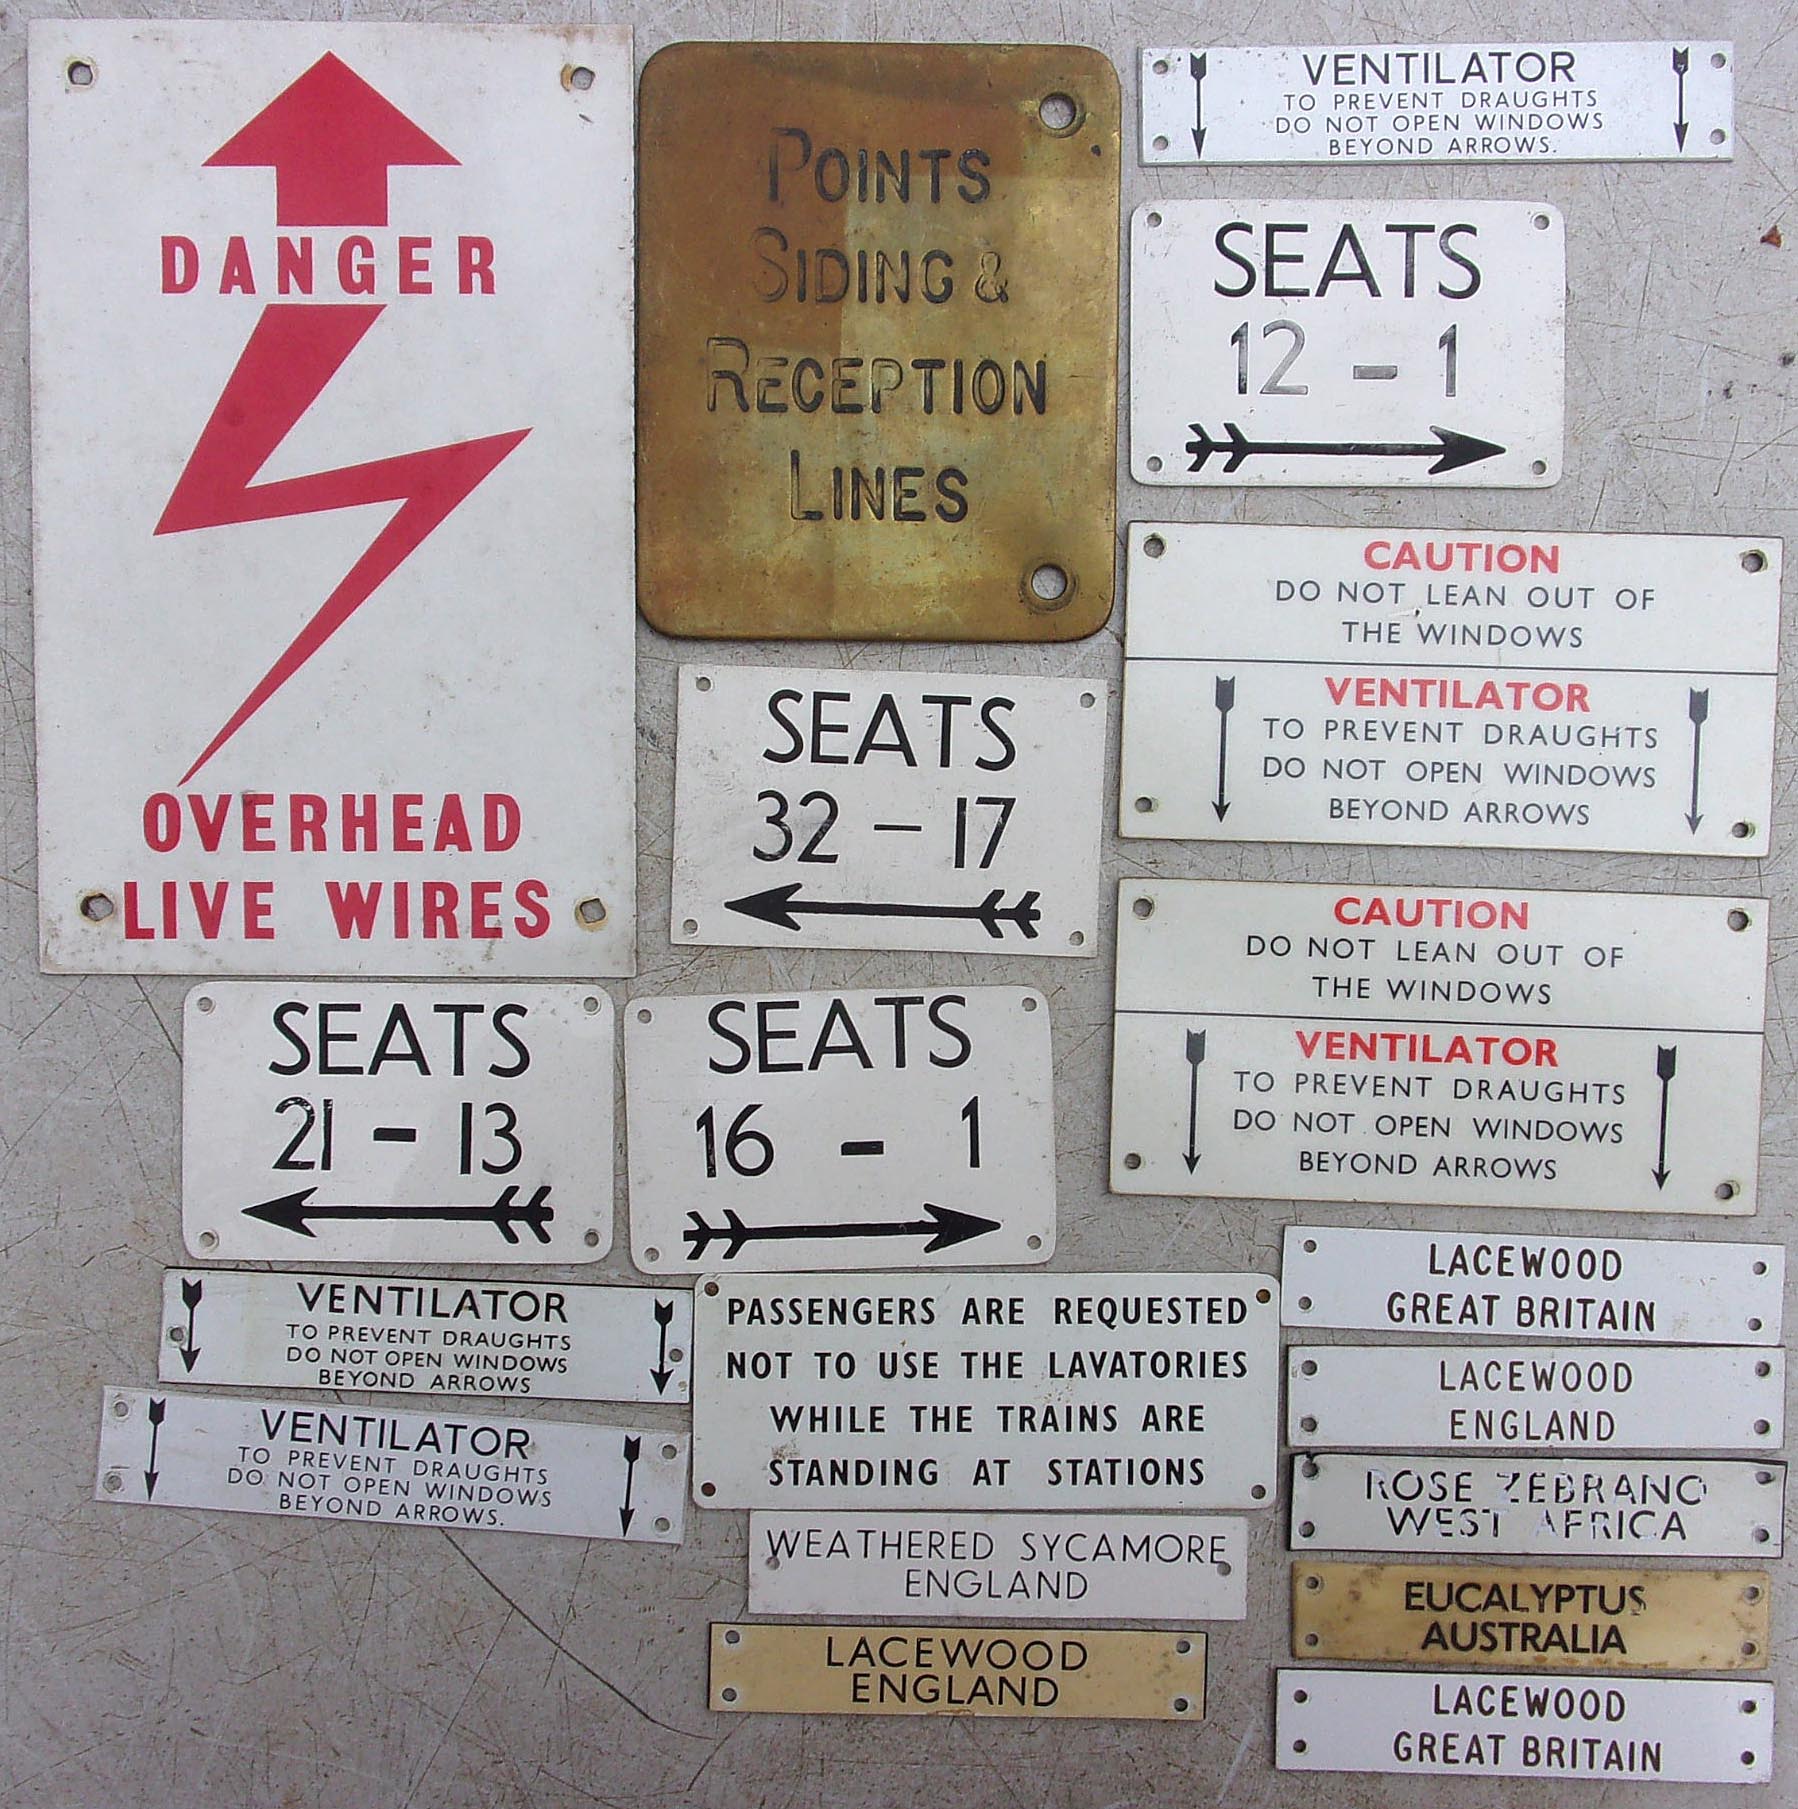 DANGER
OVERHEAD
LIVE WIRES
POINTS
SIDING &
RECEPTION
LINES
VENTILATOR
TO PREVENT DRAUGHTS
DO NOT OPEN WINDOWS
BEYOND ARROWS.
SEATS
12 - 1
CAUTION
DO NOT LEAN OUT OF
THE WINDOWS
VENTILATOR
TO PREVENT DRAUGHTS
DO NOT OPEN WINDOWS
BEYOND ARROWS
SEATS
32 - 17
CAUTION
DO NOT LEAN OUT OF
THE WINDOWS
VENTILATOR
TO PREVENT DRAUGHTS
DO NOT OPEN WINDOWS
BEYOND ARROWS
SEATS
21 - 13
SEATS
16 - 1
VENTILATOR
TO PREVENT DRAUGHTS
DO NOT OPEN WINDOWS
BEYOND ARROWS
VENTILATOR
TO PREVENT DRAUGHTS
DO NOT OPEN WINDOWS
BEYOND ARROWS.
PASSENGERS ARE REQUESTED
NOT TO USE THE LAVATORIES
WHILE THE TRAINS ARE
STANDING AT STATIONS
WEATHERED SYCAMORE
ENGLAND
LACEWOOD
ENGLAND
LACEWOOD
GREAT BRITAIN
LACEWOOD
ENGLAND
ROSE ZEBRANO
WEST AFRICA
EUCALYPTUS
AUSTRALIA
LACEWOOD
GREAT BRITAIN